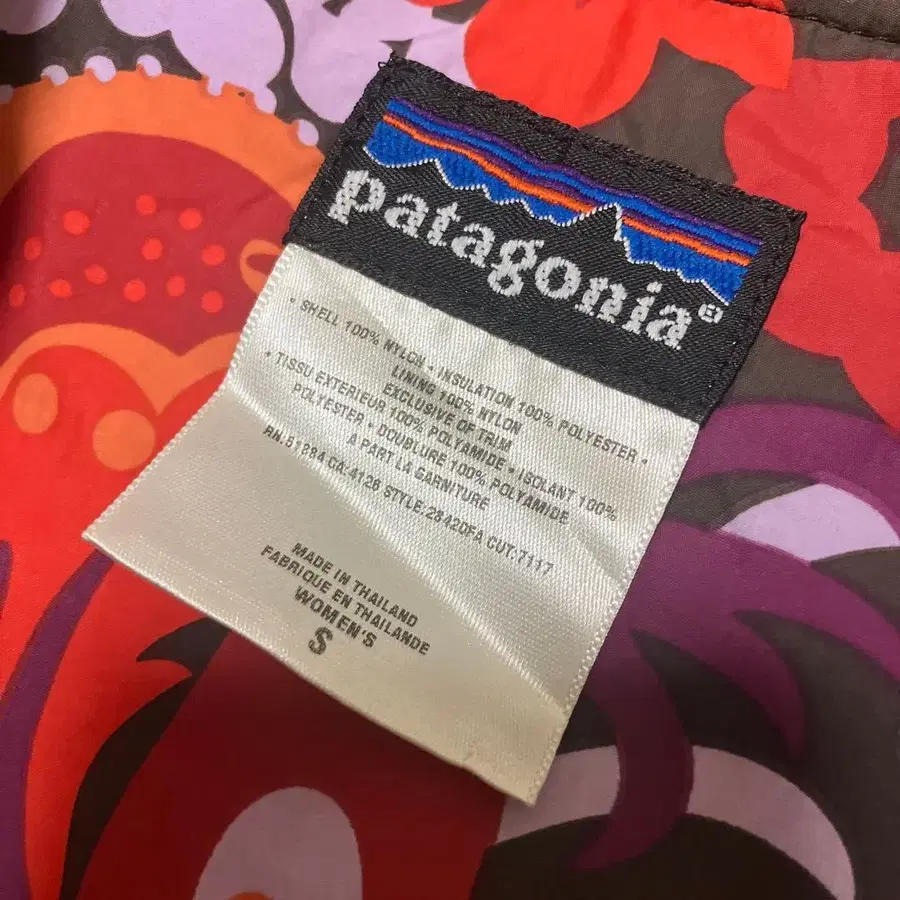 patagonia®
• SHELL 100% NYLON • INSULATION 100% POLYESTER •
LINING 100% NYLON
EXCLUSIVE OF TRIM
• TISSU EXTERIEUR 100% POLYAMIDE • ISOLANT 100%
POLYESTER • DOUBLURE 100% POLYAMIDE
A PART LA GARNITURE
RN.51884 CA-4126 STYLE.28420FA CUT:7117
MADE IN THAILAND
FABRIQUE EN THAILANDE
WOMEN'S
S